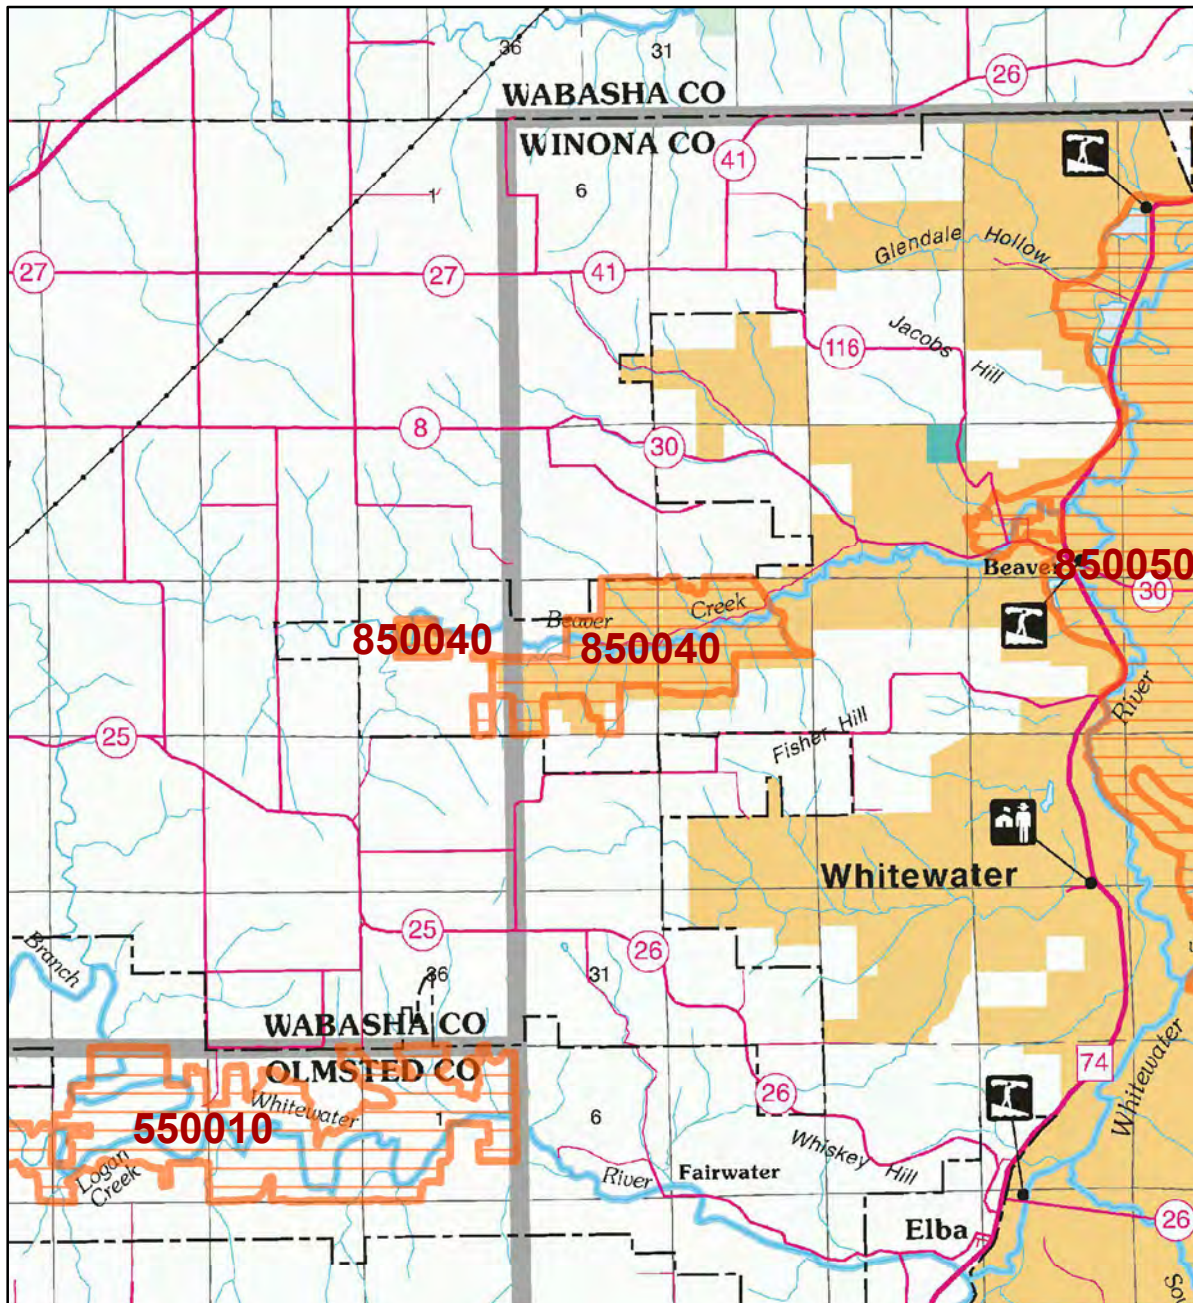 36
31
26
WABASHA CO
WINONA CO
41
1
6
Glendale Hollow
27
27
41
Jacobs Hill
116
8
30
Beaver
850050
30
Beaver Creek
850040
850040
River
25
Fisher Hill
Whitewater
25
26
Branch
36
31
WABASHA CO
OLMSTED CO
74
Whitewater
26
Whitewater
550010
1
6
Whiskey Hill
Logan
Creek
River
Fairwater
26
Elba